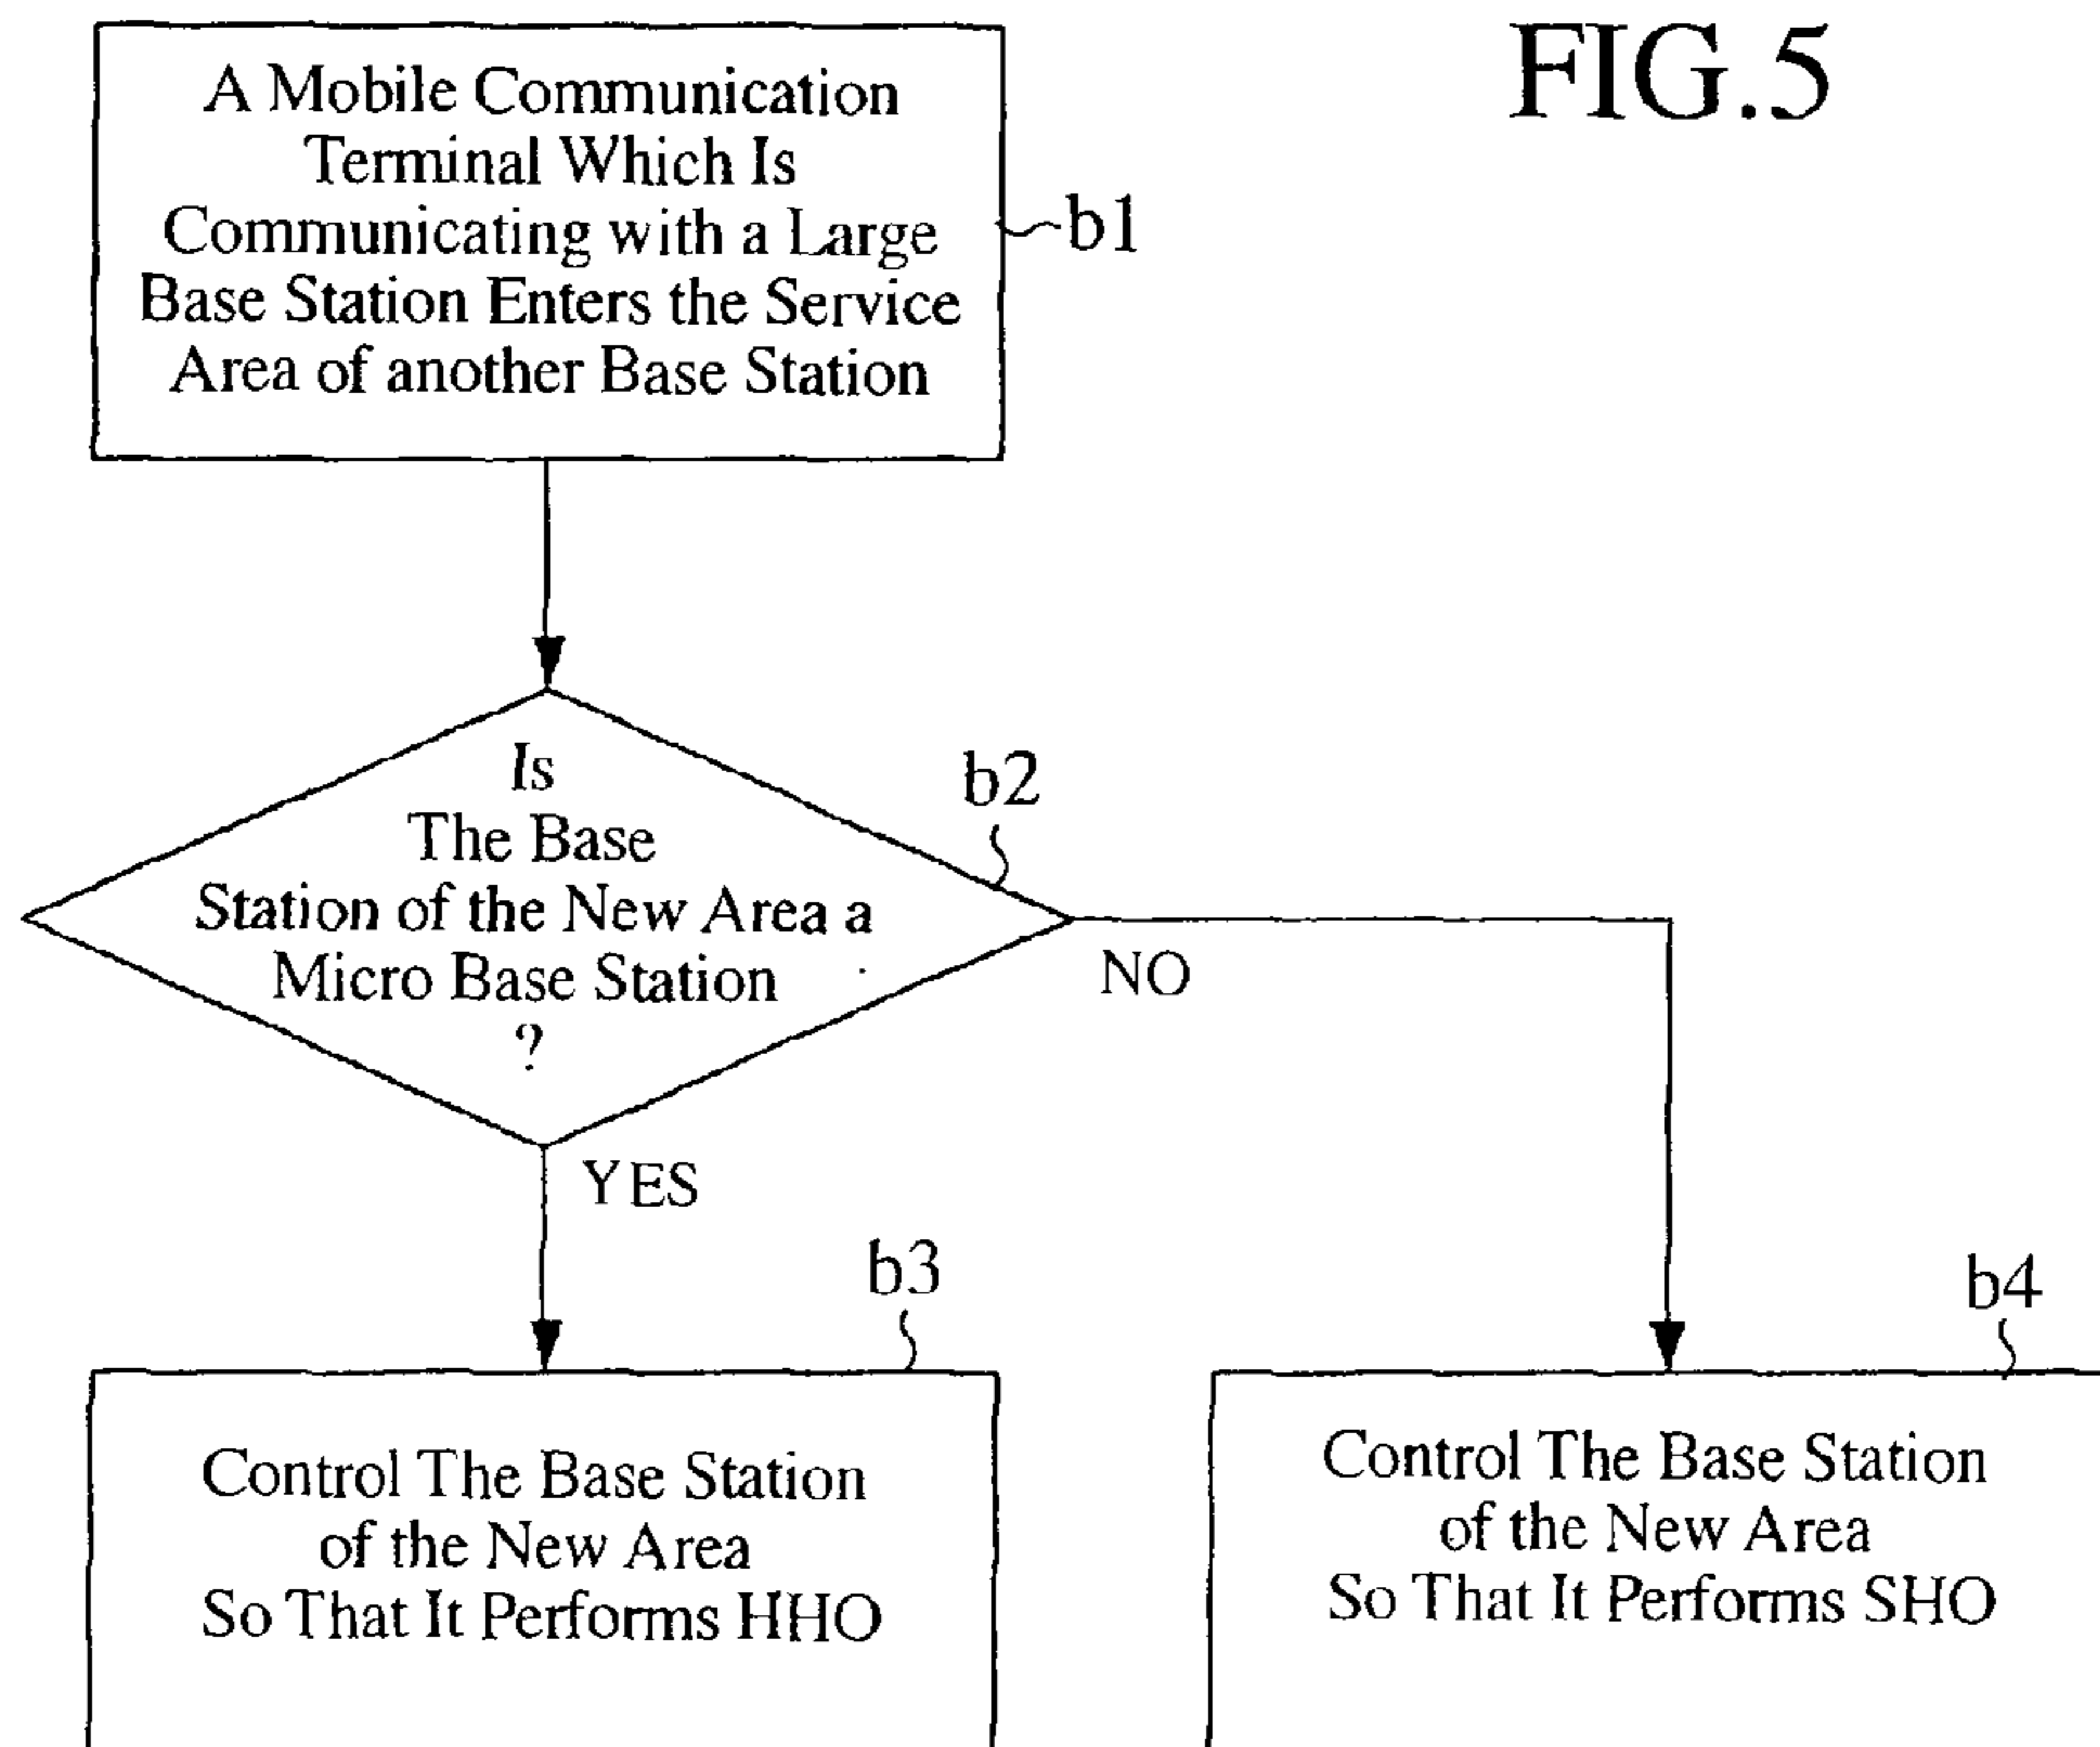 FIG.5
A Mobile Communication
Terminal Which Is
Communicating with a Large
Base Station Enters the Service
Area of another Base Station
b1
Is
The Base
Station of the New Area a
Micro Base Station
?
b2
NO
YES
b3
Control The Base Station
of the New Area
So That It Performs HHO
b4
Control The Base Station
of the New Area
So That It Performs SHO